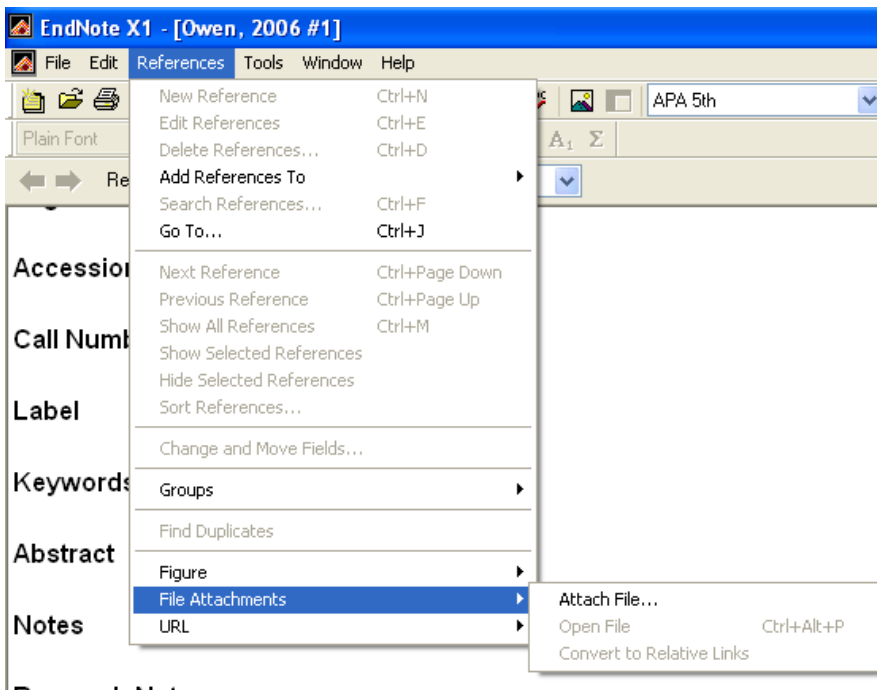 EndNote X1 - [Owen, 2006 #1]
File Edit References Tools Window Help
APA 5th
Plain Font A₁ Σ
New Reference Ctrl+N
Edit References Ctrl+E
Delete References... Ctrl+D
Add References To
Search References... Ctrl+F
Go To... Ctrl+J
Next Reference Ctrl+Page Down
Previous Reference Ctrl+Page Up
Show All References Ctrl+M
Show Selected References
Hide Selected References
Sort References...
Change and Move Fields...
Groups
Find Duplicates
Figure
File Attachments
URL
Attach File...
Open File Ctrl+Alt+P
Convert to Relative Links
Re
Accession
Call Numb
Label
Keywords
Abstract
Notes